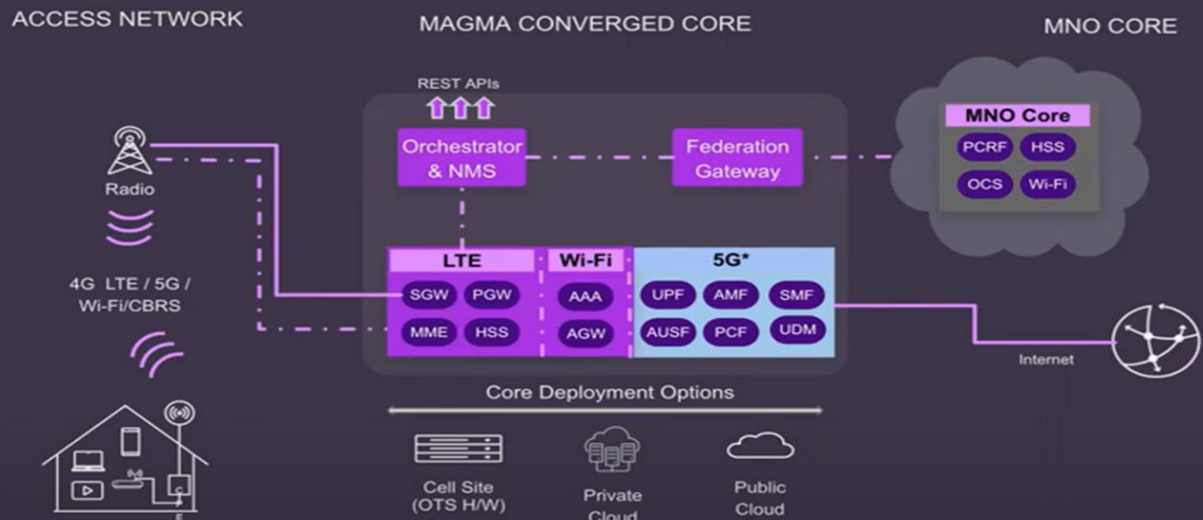 ACCESS NETWORK
MAGMA CONVERGED CORE
MNO CORE
REST APIs
Orchestrator
& NMS
Federation
Gateway
MNO Core
PCRF HSS
OCS Wi-Fi
Radio
4G LTE / 5G /
Wi-Fi/CBRS
LTE
SGW PGW
MME HSS
Wi-Fi
AAA
AGW
5G*
UPF AMF SMF
AUSF PCF UDM
Internet
Core Deployment Options
Cell Site
(OTS H/W)
Private
Cloud
Public
Cloud
C
P
E